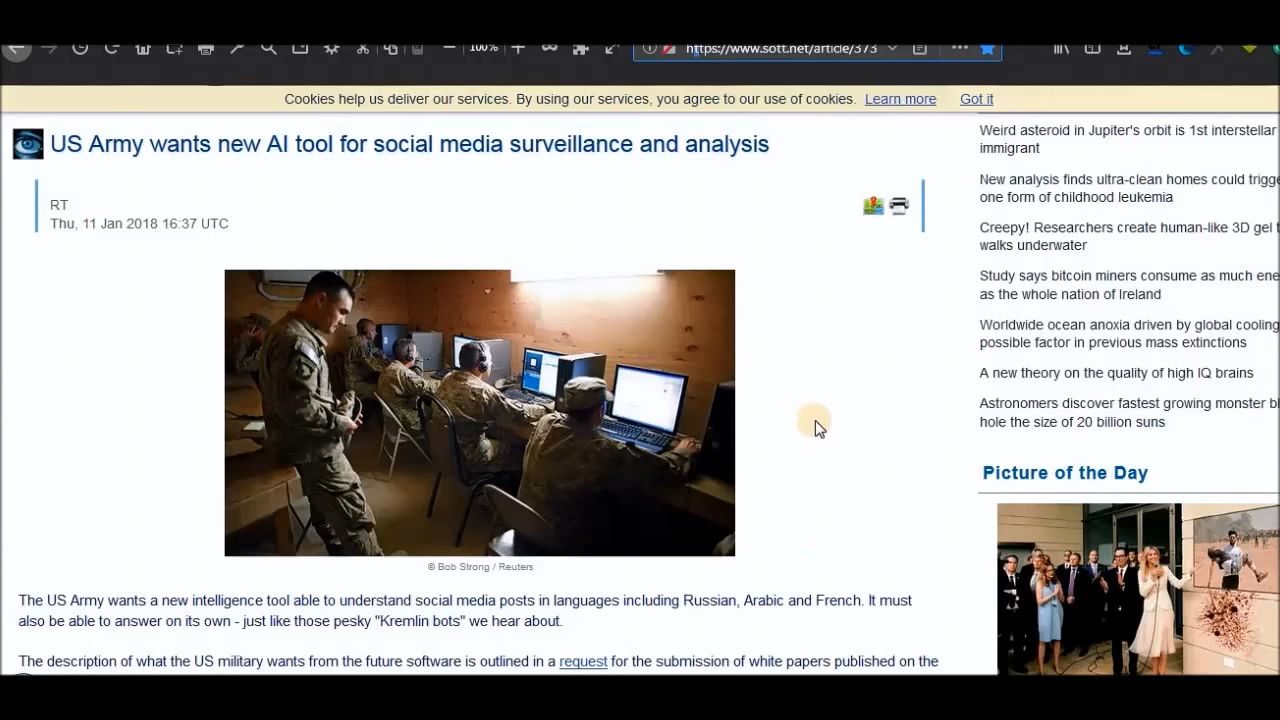 100%
https://www.sott.net/article/373
Cookies help us deliver our services. By using our services, you agree to our use of cookies. Learn more Got it
US Army wants new AI tool for social media surveillance and analysis
RT
Thu, 11 Jan 2018 16:37 UTC
© Bob Strong / Reuters
The US Army wants a new intelligence tool able to understand social media posts in languages including Russian, Arabic and French. It must
also be able to answer on its own - just like those pesky "Kremlin bots" we hear about.
The description of what the US military wants from the future software is outlined in a request for the submission of white papers published on the
Weird asteroid in Jupiter's orbit is 1st interstellar
immigrant
New analysis finds ultra-clean homes could trigge
one form of childhood leukemia
Creepy! Researchers create human-like 3D gel t
walks underwater
Study says bitcoin miners consume as much ene
as the whole nation of Ireland
Worldwide ocean anoxia driven by global cooling
possible factor in previous mass extinctions
A new theory on the quality of high IQ brains
Astronomers discover fastest growing monster bl
hole the size of 20 billion suns
Picture of the Day